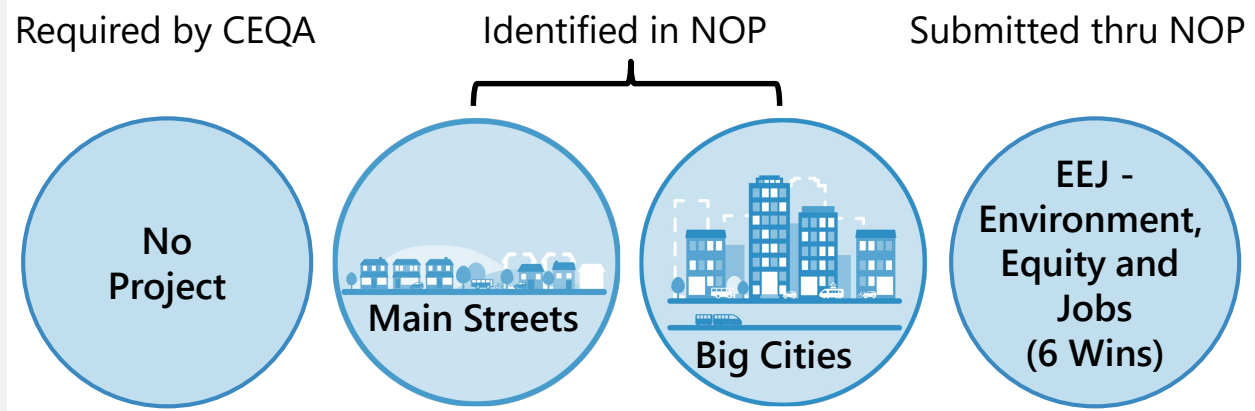 Required by CEQA
Identified in NOP
Submitted thru NOP
No
Project
Main Streets
Big Cities
EEJ -
Environment,
Equity and
Jobs
(6 Wins)